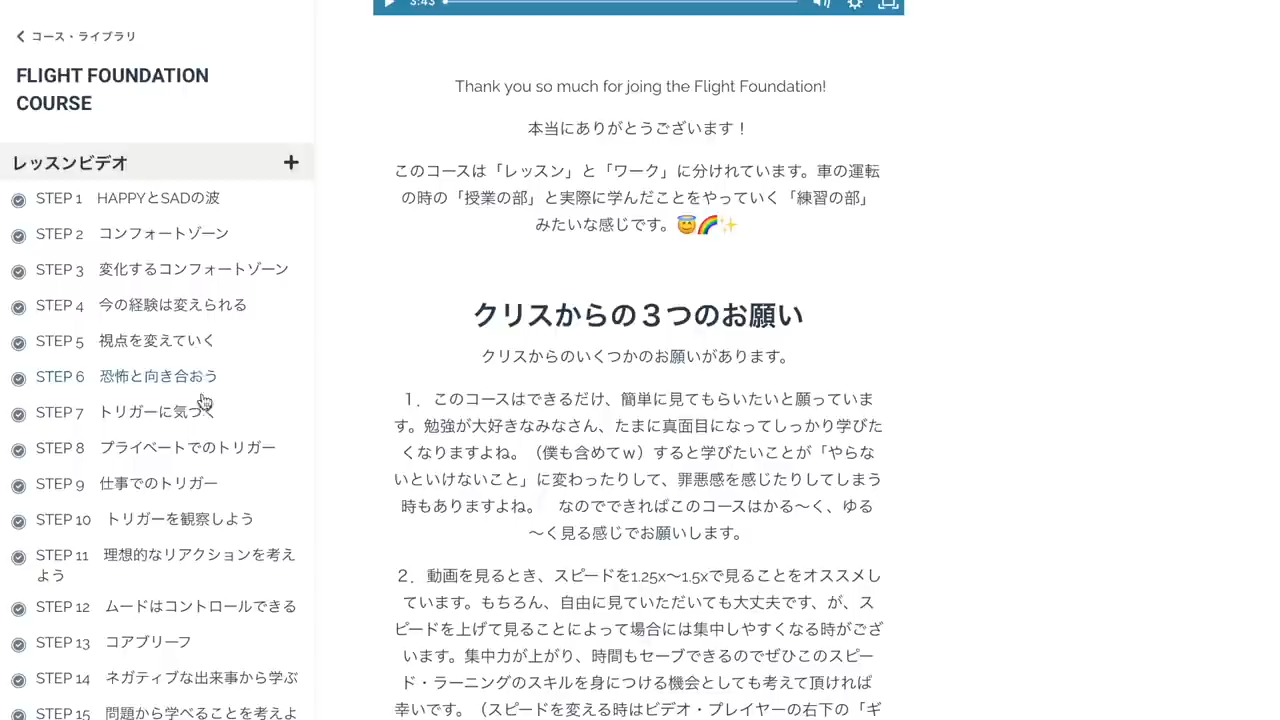 コース・ライブラリ
FLIGHT FOUNDATION
COURSE
レッスンビデオ
STEP 1 HAPPYとSADの波
STEP 2 コンフォートゾーン
STEP 3 変化するコンフォートゾーン
STEP 4 今の経験は変えられる
STEP 5 視点を変えていく
STEP 6 恐怖と向き合おう
STEP 7 トリガーに気づく
STEP 8 プライベートでのトリガー
STEP 9 仕事でのトリガー
STEP 10 トリガーを観察しよう
STEP 11 理想的なリアクションを考え
よう
STEP 12 ムードはコントロールできる
STEP 13 コアブリーフ
STEP 14 ネガティブな出来事から学ぶ
STEP 15 問題から学べることを考えよ
3:43
Thank you so much for joing the Flight Foundation!
本当にありがとうございます！
このコースは「レッスン」と「ワーク」に分けれています。車の運転
の時の「授業の部」と実際に学んだことをやっていく「練習の部」
みたいな感じです。😇🌈✨
クリスからの３つのお願い
クリスからのいくつかのお願いがあります。
１．このコースはできるだけ、簡単に見てもらいたいと願っていま
す。勉強が大好きなみなさん、たまに真面目になってしっかり学びた
くなりますよね。（僕も含めてｗ）すると学びたいことが「やらな
いといけないこと」に変わったりして、罪悪感を感じたりしてしまう
時もありますよね。 なのでできればこのコースはかる〜く、ゆる
〜く見る感じでお願いします。
２．動画を見るとき、スピードを1.25x〜1.5xで見ることをオススメし
ています。もちろん、自由に見ていただいても大丈夫です、が、ス
ピードを上げて見ることによって場合には集中しやすくなる時がござ
います。集中力が上がり、時間もセーブできるのでぜひこのスピー
ド・ラーニングのスキルを身につける機会としても考えて頂ければ
幸いです。（スピードを変える時はビデオ・プレイヤーの右下の「ギ